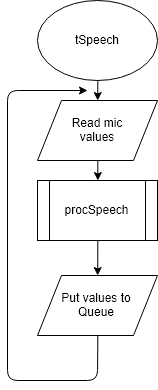 tSpeech
Read mic
values
procSpeech
Put values to
Queue